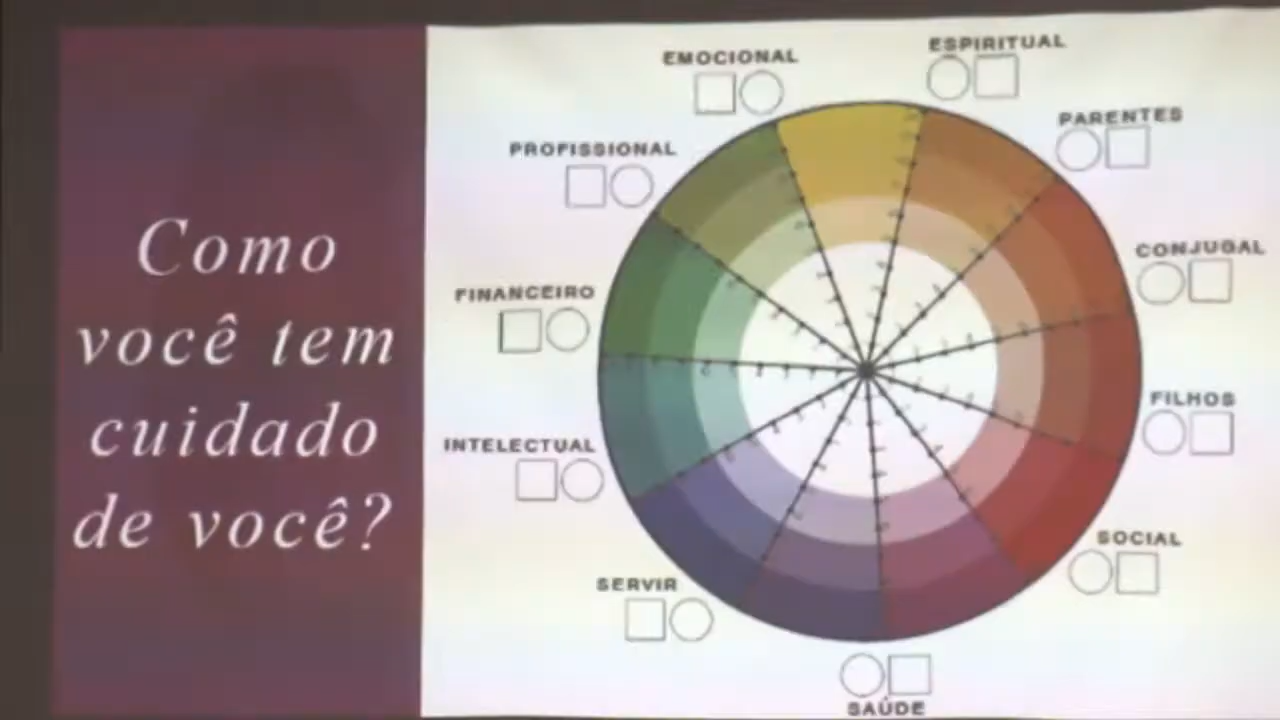 Como
você tem
cuidado
de você?
EMOCIONAL
ESPIRITUAL
PARENTES
PROFISSIONAL
CONJUGAL
FINANCEIRO
FILHOS
INTELECTUAL
SOCIAL
SERVIR
SAÚDE